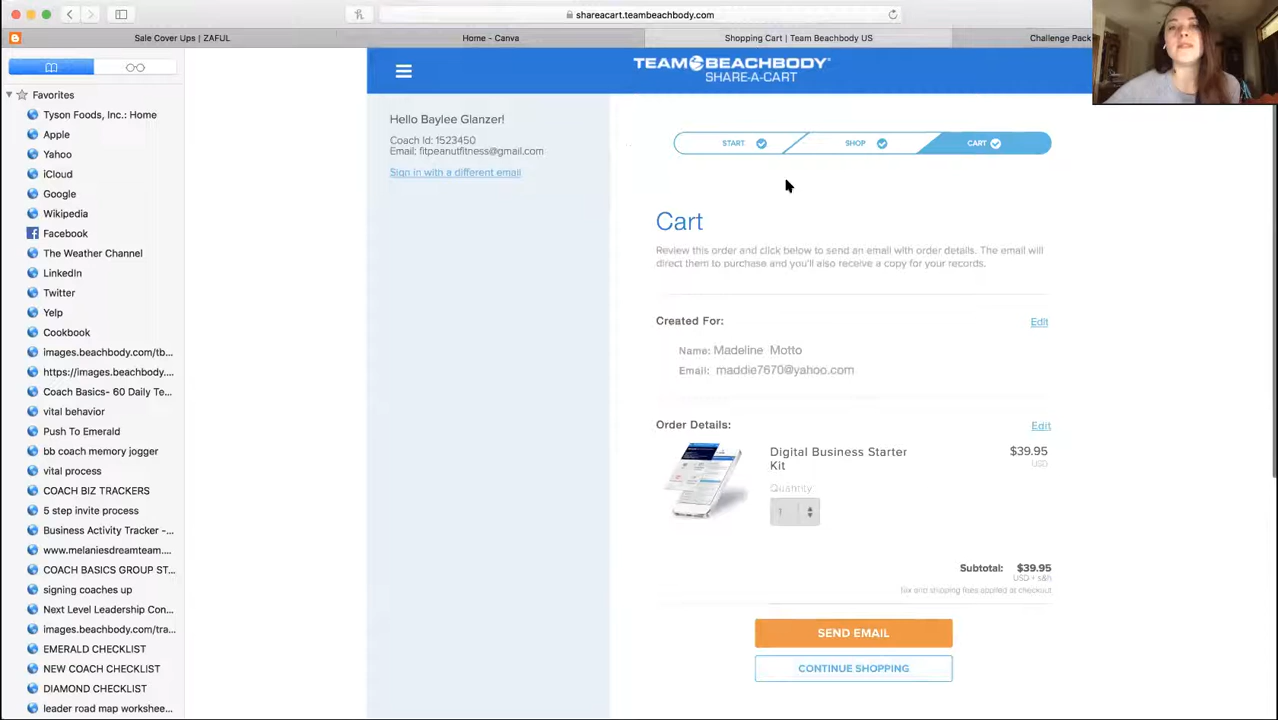 shareacart.teambeachbody.com
Sale Cover Ups | ZAFUL
Home - Canva
Shopping Cart | Team Beachbody US
Challenge Pack
Favorites
Tyson Foods, Inc.: Home
Apple
Yahoo
iCloud
Google
Wikipedia
Facebook
The Weather Channel
LinkedIn
Twitter
Yelp
Cookbook
images.beachbody.com/tb...
https://images.beachbody....
Coach Basics- 60 Daily Te...
vital behavior
Push To Emerald
bb coach memory jogger
vital process
COACH BIZ TRACKERS
5 step invite process
Business Activity Tracker -...
www.melaniesdreamteam....
COACH BASICS GROUP ST...
signing coaches up
Next Level Leadership Con...
images.beachbody.com/tra...
EMERALD CHECKLIST
NEW COACH CHECKLIST
DIAMOND CHECKLIST
leader road map workshee...
TEAM BEACHBODY
SHARE-A-CART
Hello Baylee Glanzer!
Coach Id: 1523450
Email: fitpeanutfitness@gmail.com
Sign in with a different email
START
SHOP
CART
Cart
Review this order and click below to send an email with order details. The email will
direct them to purchase and you'll also receive a copy for your records.
Created For:
Edit
Name: Madeline Motto
Email: maddie7670@yahoo.com
Order Details:
Edit
Digital Business Starter
Kit
$39.95
USD
Quantity:
1
Subtotal: $39.95
USD + s&h
Tax and shipping fees applied at checkout
SEND EMAIL
CONTINUE SHOPPING